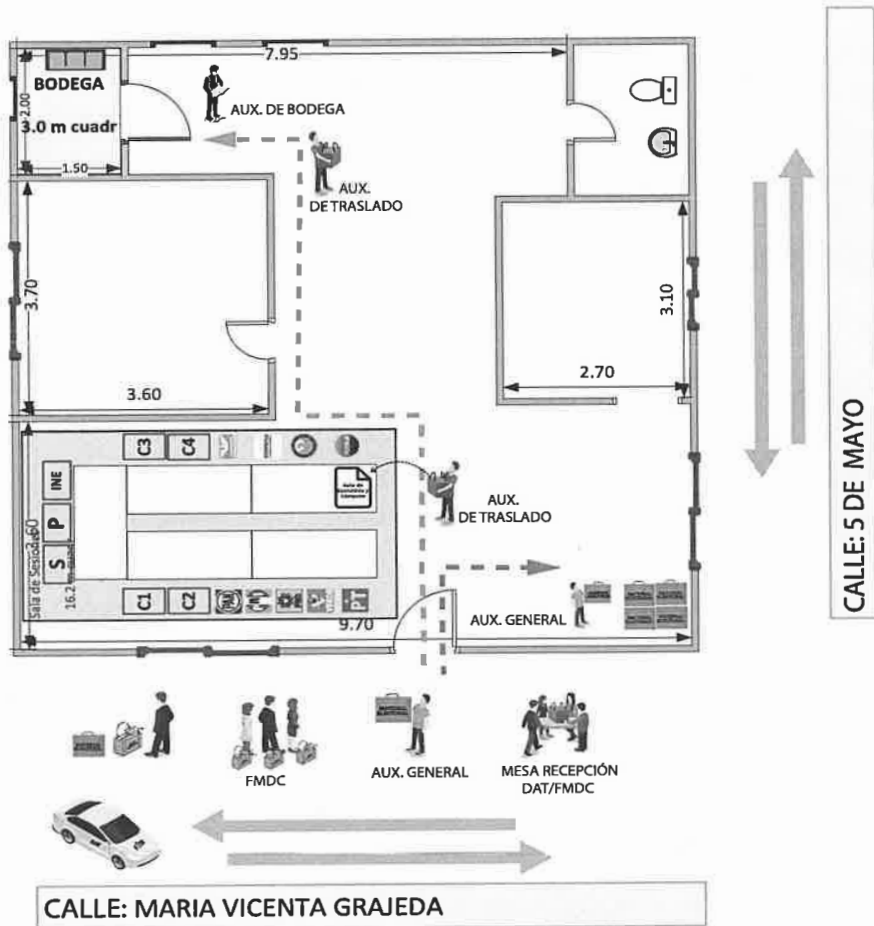 7.95
BODEGA
2.00
3.0 m cuadr
1.50
AUX. DE BODEGA
AUX.
DE TRASLADO
3.70
3.60
3.10
2.70
C3
C4
INE
P
S
C1
C2
Sala de Sesiones
3.60
16.2
PT
AUX.
DE TRASLADO
AUX. GENERAL
9.70
FMDC
AUX. GENERAL
MESA RECEPCIÓN
DAT/FMDC
CALLE: MARIA VICENTA GRAJEDA
CALLE: 5 DE MAYO